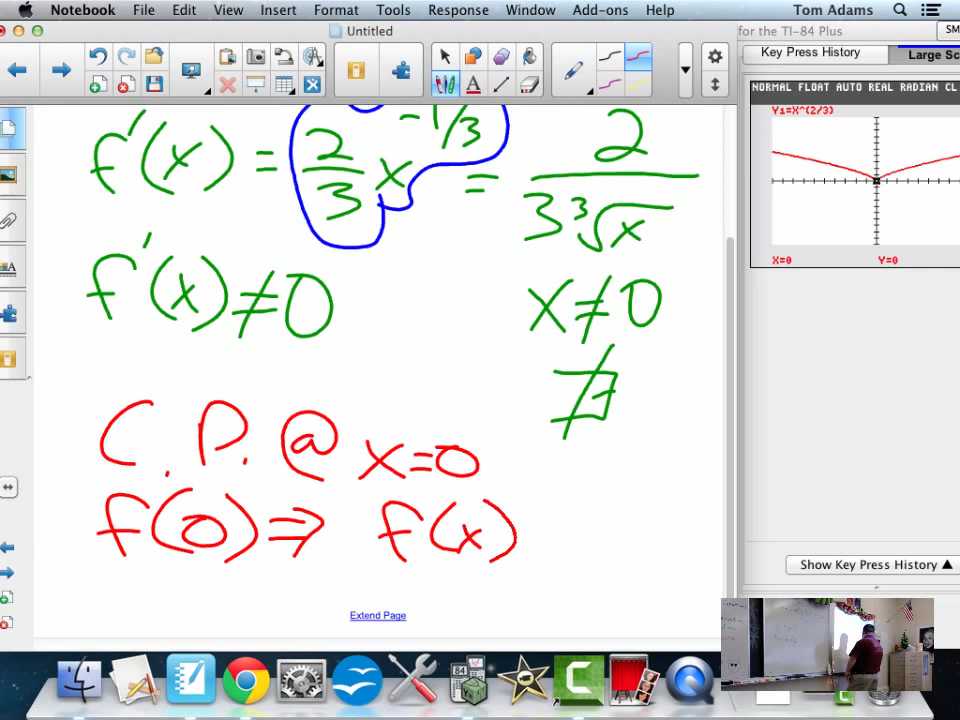 Notebook File Edit View Insert Format Tools Response Window Add-ons Help Tom Adams
Untitled
for the TI-84 Plus
SM
Key Press History Large Sc
NORMAL FLOAT AUTO REAL RADIAN CL
Y1=X^(2/3)
X=0 Y=0
f'(x) = 2/3 x^-1/3 = 2/(3∛x)
f'(x) ≠ 0
x ≠ 0
∄
C.P. @ x=0
f(0) ⇒ f(x)
Extend Page
Show Key Press History ▲